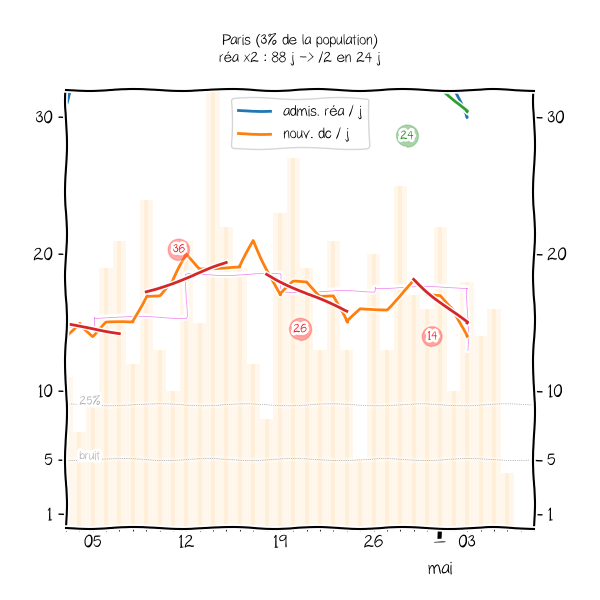 Paris (3% de la population)
réa x2 : 88 j -> /2 en 24 j
admis. réa / j
nouv. dc / j
30
30
24
36
20
20
26
14
10
10
25%
5
5
bruit
1
1
05 12 19 26 03
mai